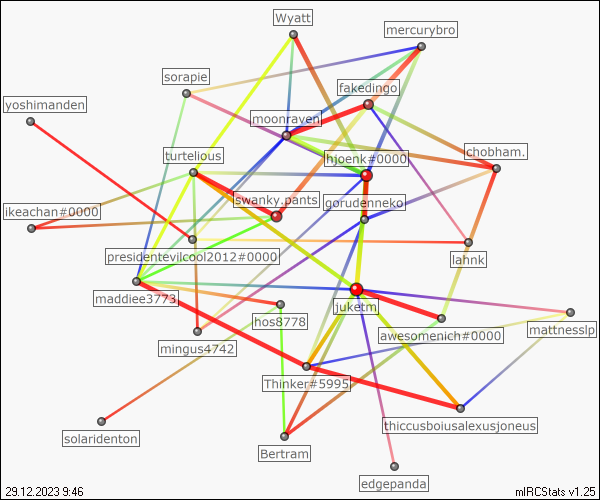 Wyatt
mercurybro
sorapie
fakedingo
yoshimanden
moonraven
turtelious
hjoenk#0000
chobham.
swanky.pants
gorudenneko
ikeachan#0000
presidentevilcool2012#0000
lahnk
maddiee3773
juketm
hos8778
awesomenich#0000
mattnesslp
mingus4742
Thinker#5995
solaridenton
thiccusboiusalexusjoneus
Bertram
edgepanda
29.12.2023 9:46
mIRCStats v1.25